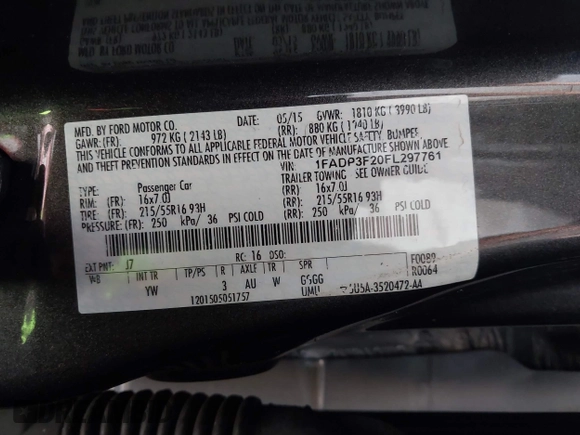 MFD. BY FORD MOTOR CO.
DATE: 05/15 GVWR: 1810 KG ( 3990 LB)
GAWR:(FR): 972 KG ( 2143 LB) (RR): 880 KG ( 1940 LB)
THIS VEHICLE CONFORMS TO ALL APPLICABLE FEDERAL MOTOR VEHICLE SAFETY, BUMPER,
AND THEFT PREVENTION STANDARDS IN EFFECT ON THE DATE OF MANUFACTURE SHOWN ABOVE
VIN: 1FADP3F20FL297761
TYPE: Passenger Car TRAILER TOWING: SEE OWNER GUIDE
RIM: (FR): 16x7.0J (RR): 16x7.0J
TIRE (FR): 215/55R16 93H (RR): 215/55R16 93H
PRESSURE:(FR): 250 kPa/ 36 PSI COLD (RR): 250 kPa/ 36 PSI COLD
EXT PNT: J7 RC: 16 DSO: F0089
WB INT TR TP/PS R AXLE TR SPR R0064
YW 3 AU W G5GG
1201505051757 -3520472-AA